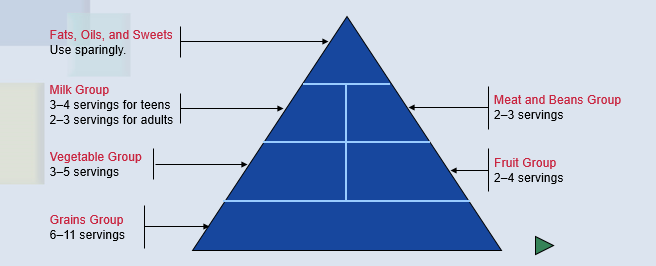 Fats, Oils, and Sweets
Use sparingly.
Milk Group
3–4 servings for teens
2–3 servings for adults
Meat and Beans Group
2–3 servings
Vegetable Group
3–5 servings
Fruit Group
2–4 servings
Grains Group
6–11 servings